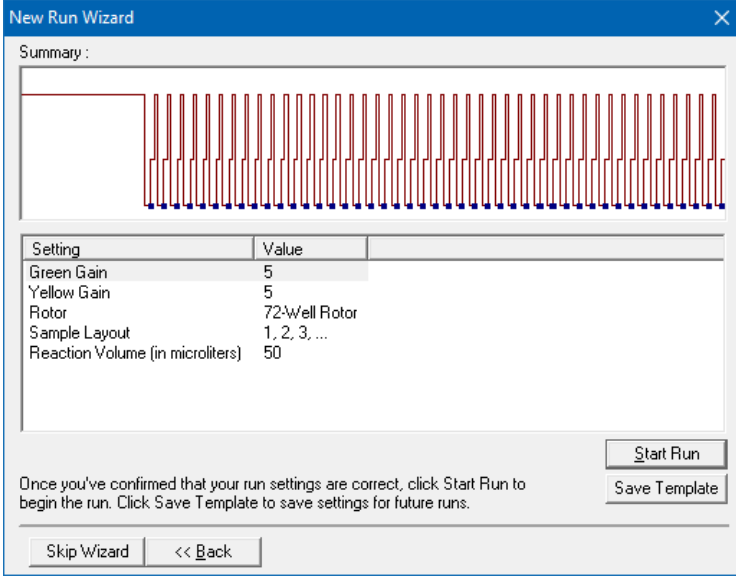 New Run Wizard
Summary :
Setting Value
Green Gain 5
Yellow Gain 5
Rotor 72-Well Rotor
Sample Layout 1, 2, 3, ...
Reaction Volume (in microliters) 50
Start Run
Once you've confirmed that your run settings are correct, click Start Run to
begin the run. Click Save Template to save settings for future runs.
Save Template
Skip Wizard << Back